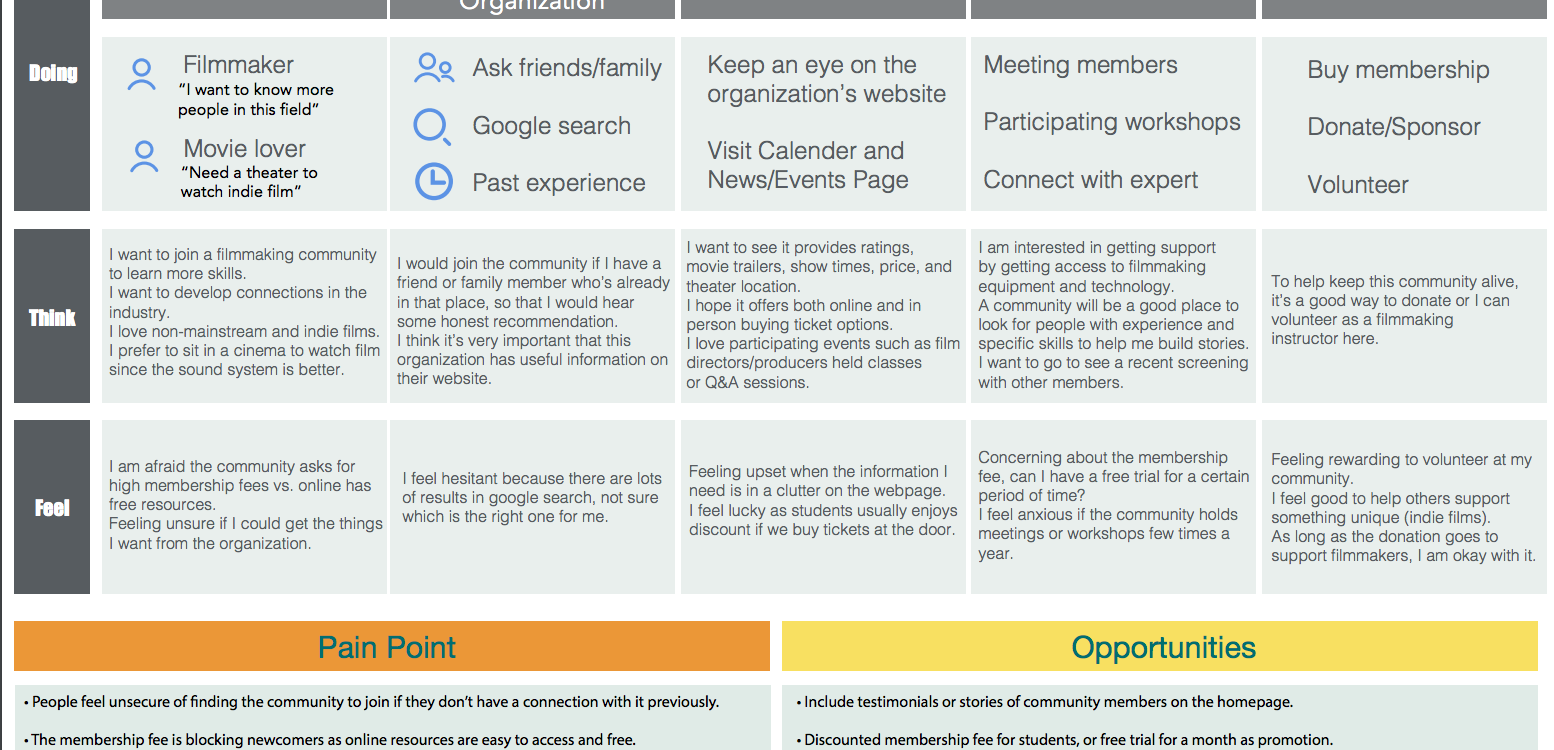 Organization
Doing
Filmmaker
“I want to know more
people in this field”
Movie lover
“Need a theater to
watch indie film“
Ask friends/family
Google search
Past experience
Keep an eye on the
organization’s website
Visit Calender and
News/Events Page
Meeting members
Participating workshops
Connect with expert
Buy membership
Donate/Sponsor
Volunteer
Think
I want to join a filmmaking community
to learn more skills.
I want to develop connections in the
industry.
I love non-mainstream and indie films.
I prefer to sit in a cinema to watch film
since the sound system is better.
I would join the community if I have a
friend or family member who’s already
in that place, so that I would hear
some honest recommendation.
I think it’s very important that this
organization has useful information on
their website.
I want to see it provides ratings,
movie trailers, show times, price, and
theater location.
I hope it offers both online and in
person buying ticket options.
I love participating events such as film
directors/producers held classes
or Q&A sessions.
I am interested in getting support
by getting access to filmmaking
equipment and technology.
A community will be a good place to
look for people with experience and
specific skills to help me build stories.
I want to go to see a recent screening
with other members.
To help keep this community alive,
it’s a good way to donate or I can
volunteer as a filmmaking
instructor here.
Feel
I am afraid the community asks for
high membership fees vs. online has
free resources.
Feeling unsure if I could get the things
I want from the organization.
I feel hesitant because there are lots
of results in google search, not sure
which is the right one for me.
Feeling upset when the information I
need is in a clutter on the webpage.
I feel lucky as students usually enjoys
discount if we buy tickets at the door.
Concerning about the membership
fee, can I have a free trial for a certain
period of time?
I feel anxious if the community holds
meetings or workshops few times a
year.
Feeling rewarding to volunteer at my
community.
I feel good to help others support
something unique (indie films).
As long as the donation goes to
support filmmakers, I am okay with it.
Pain Point
• People feel unsecure of finding the community to join if they don’t have a connection with it previously.
• The membership fee is blocking newcomers as online resources are easy to access and free.
Opportunities
• Include testimonials or stories of community members on the homepage.
• Discounted membership fee for students, or free trial for a month as promotion.